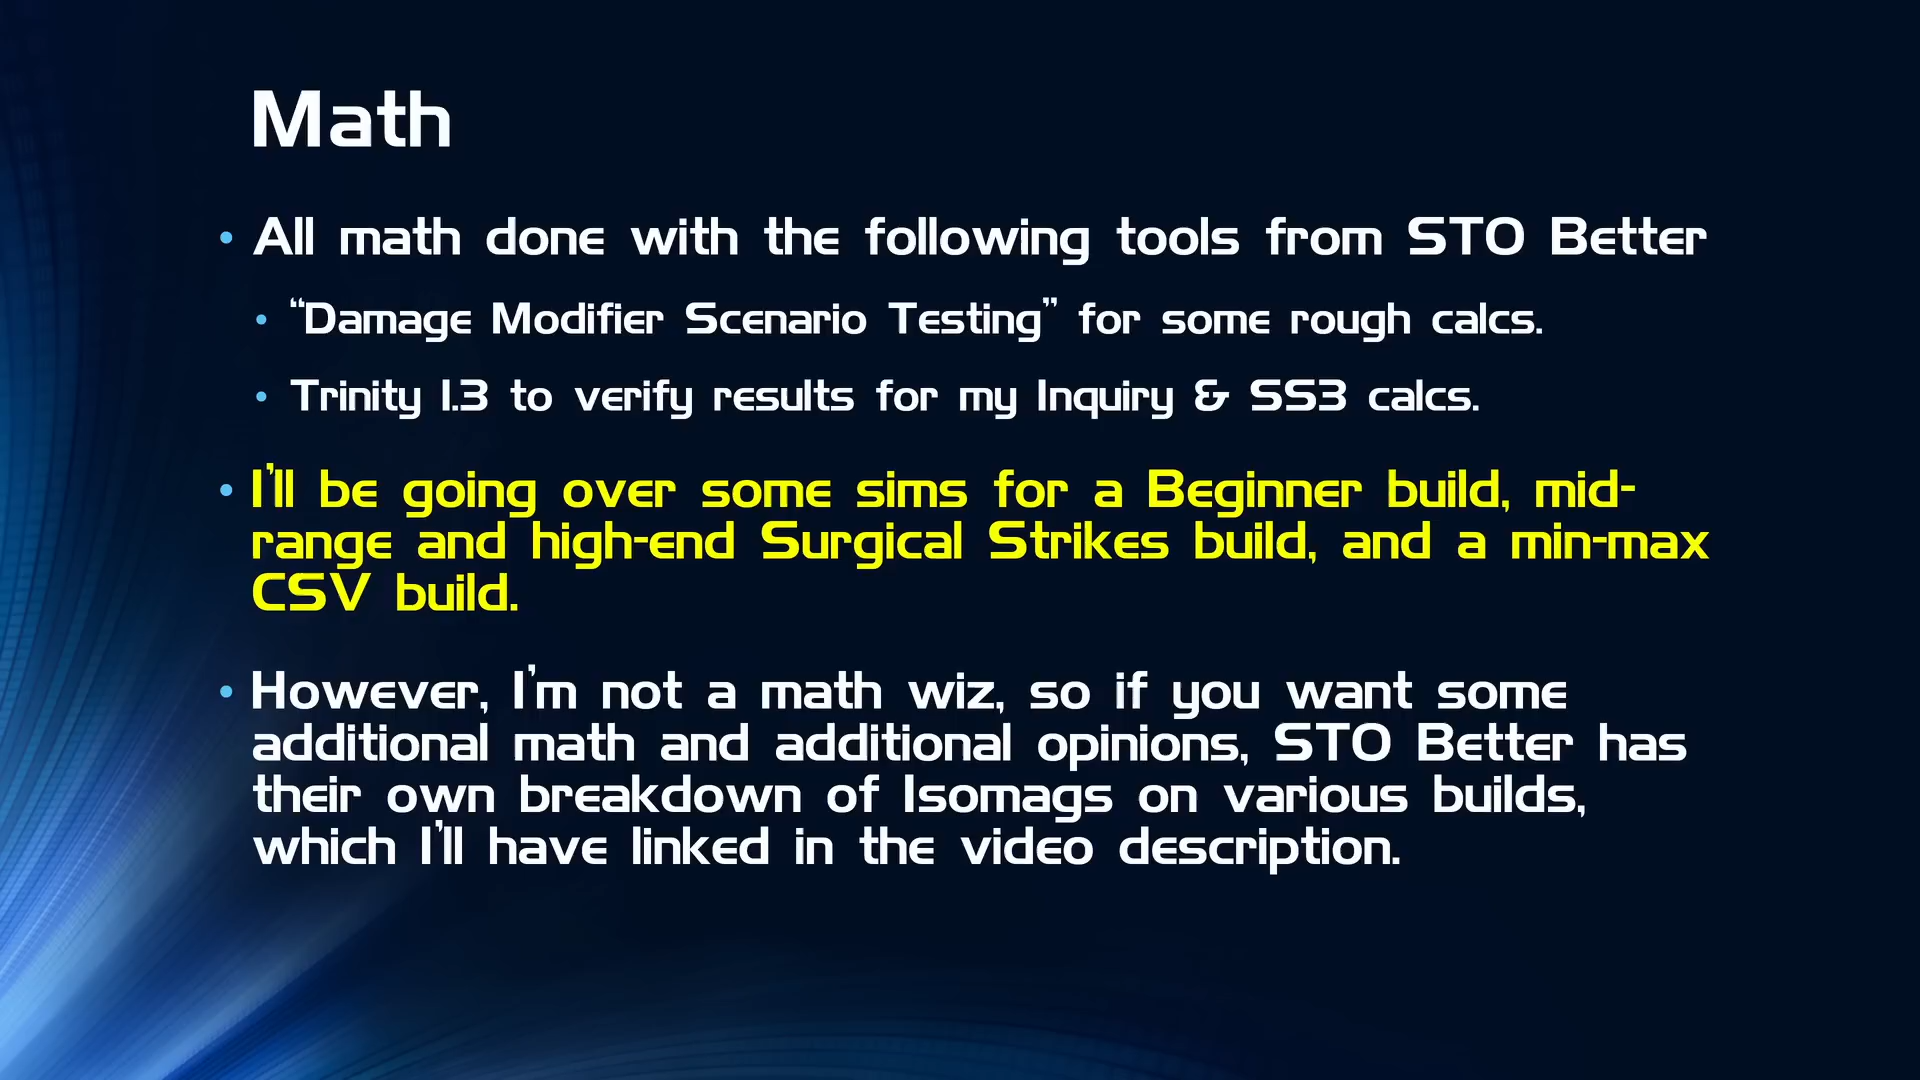 Math
• All math done with the following tools from STO Better
• “Damage Modifier Scenario Testing” for some rough calcs.
• Trinity 1.3 to verify results for my Inquiry & SS3 calcs.
• I’ll be going over some sims for a Beginner build, mid-
range and high-end Surgical Strikes build, and a min-max
CSV build.
• However, I’m not a math wiz, so if you want some
additional math and additional opinions, STO Better has
their own breakdown of Isomags on various builds,
which I’ll have linked in the video description.